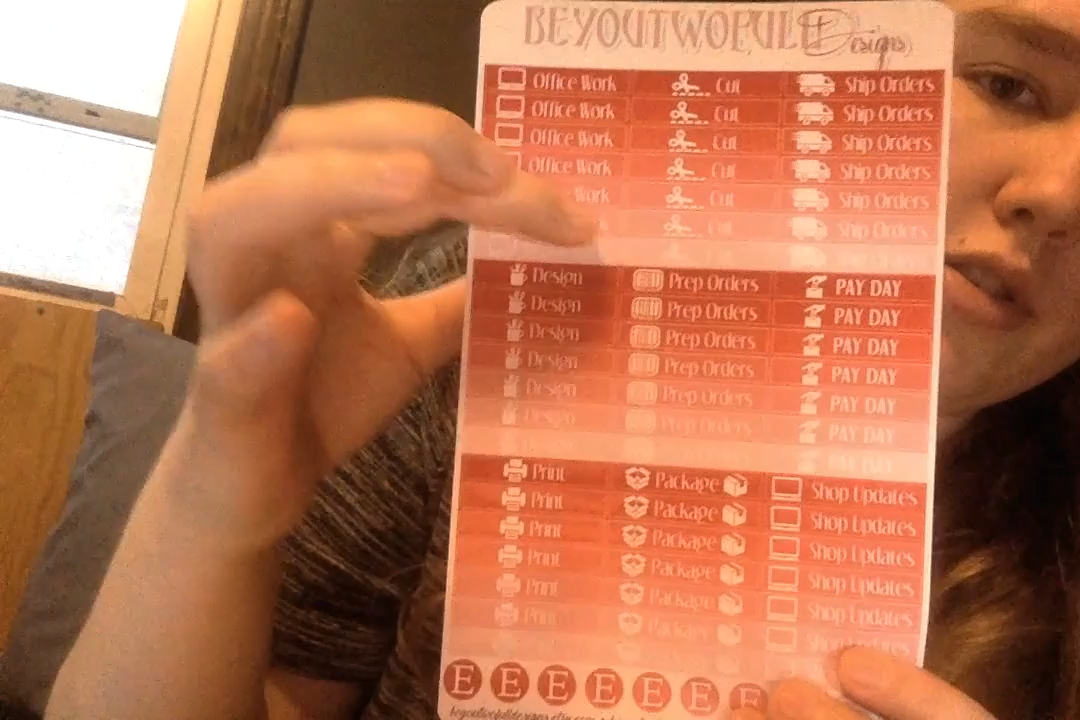 BEYOUTWOFULL Designs
Office Work Cut Ship Orders
Office Work Cut Ship Orders
Office Work Cut Ship Orders
Office Work Cut Ship Orders
Work Cut Ship Orders
Cut Ship Orders
Design Prep Orders PAY DAY
Design Prep Orders PAY DAY
Design Prep Orders PAY DAY
Design Prep Orders PAY DAY
Design Prep Orders PAY DAY
Design Prep Orders PAY DAY
PAY DAY
Print Package Shop Updates
Print Package Shop Updates
Print Package Shop Updates
Print Package Shop Updates
Print Package Shop Updates
Print Package Shop Updates
E E E E E E E